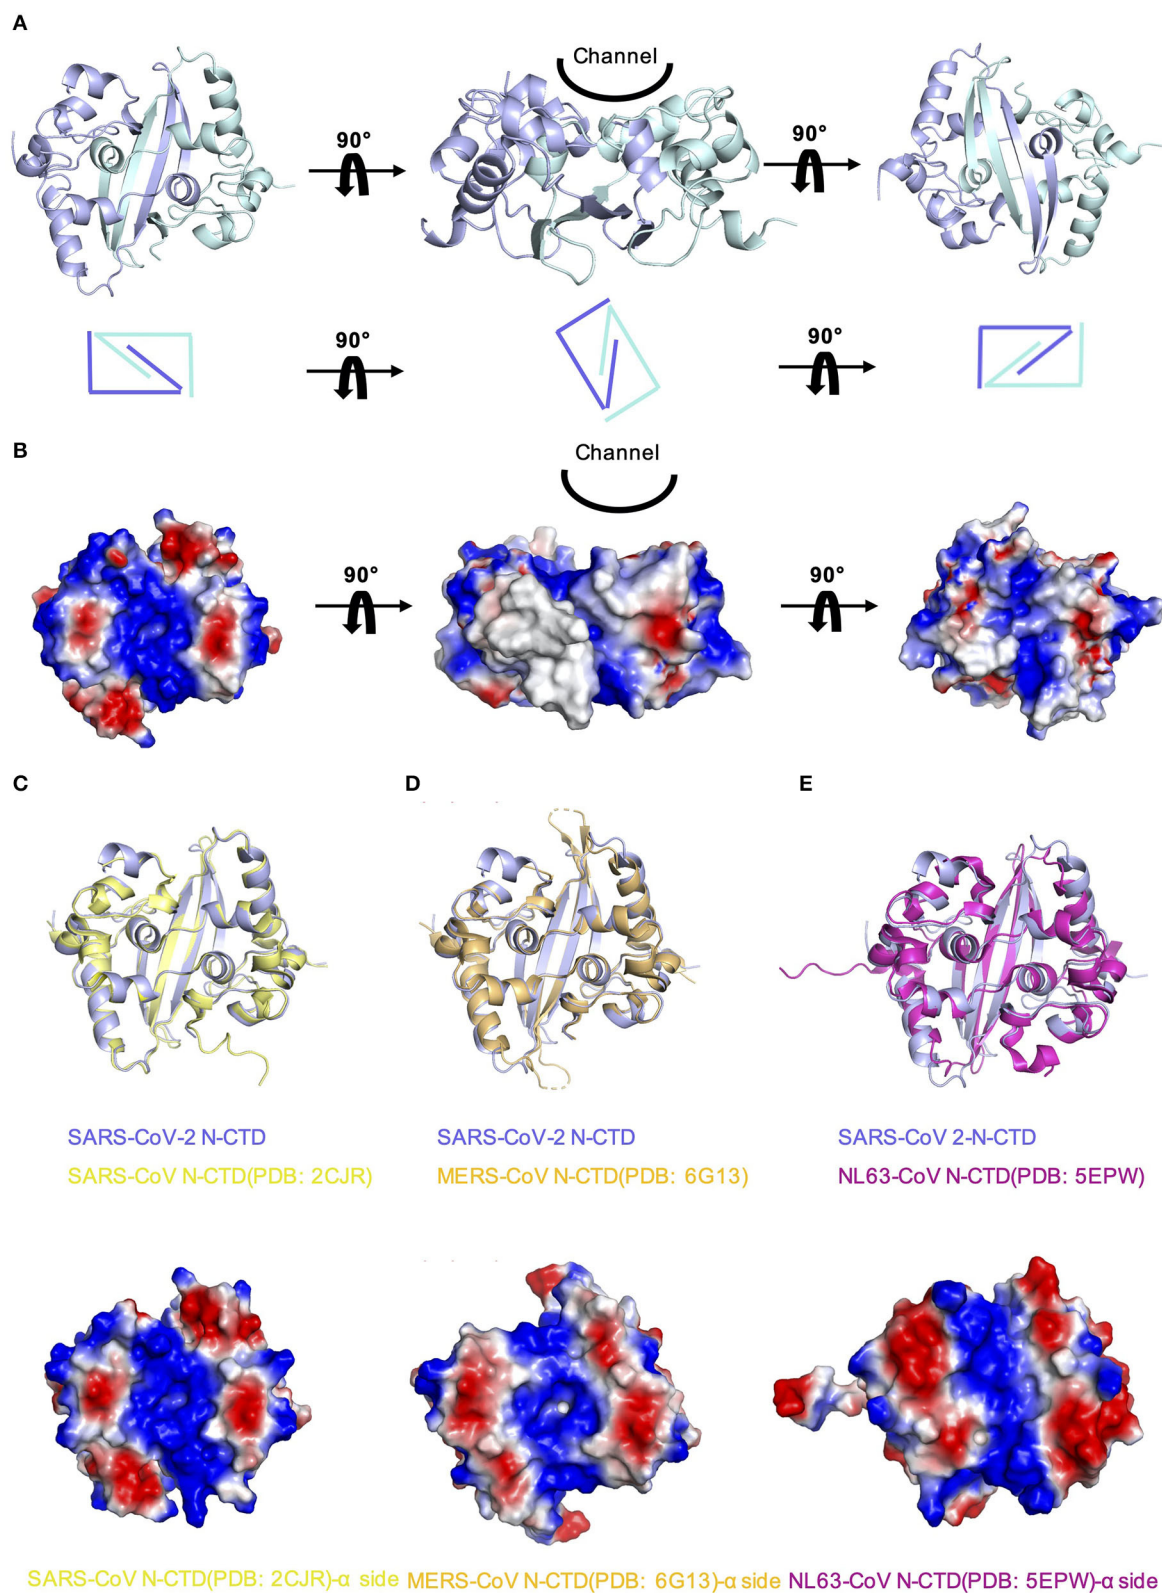 A
Channel
90°
90°
90°
90°
B
Channel
90°
90°
C
D
E
SARS-CoV-2 N-CTD
SARS-CoV N-CTD(PDB: 2CJR)
SARS-CoV-2 N-CTD
MERS-CoV N-CTD(PDB: 6G13)
SARS-CoV 2-N-CTD
NL63-CoV N-CTD(PDB: 5EPW)
SARS-CoV N-CTD(PDB: 2CJR)-α side
MERS-CoV N-CTD(PDB: 6G13)-α side
NL63-CoV N-CTD(PDB: 5EPW)-α side